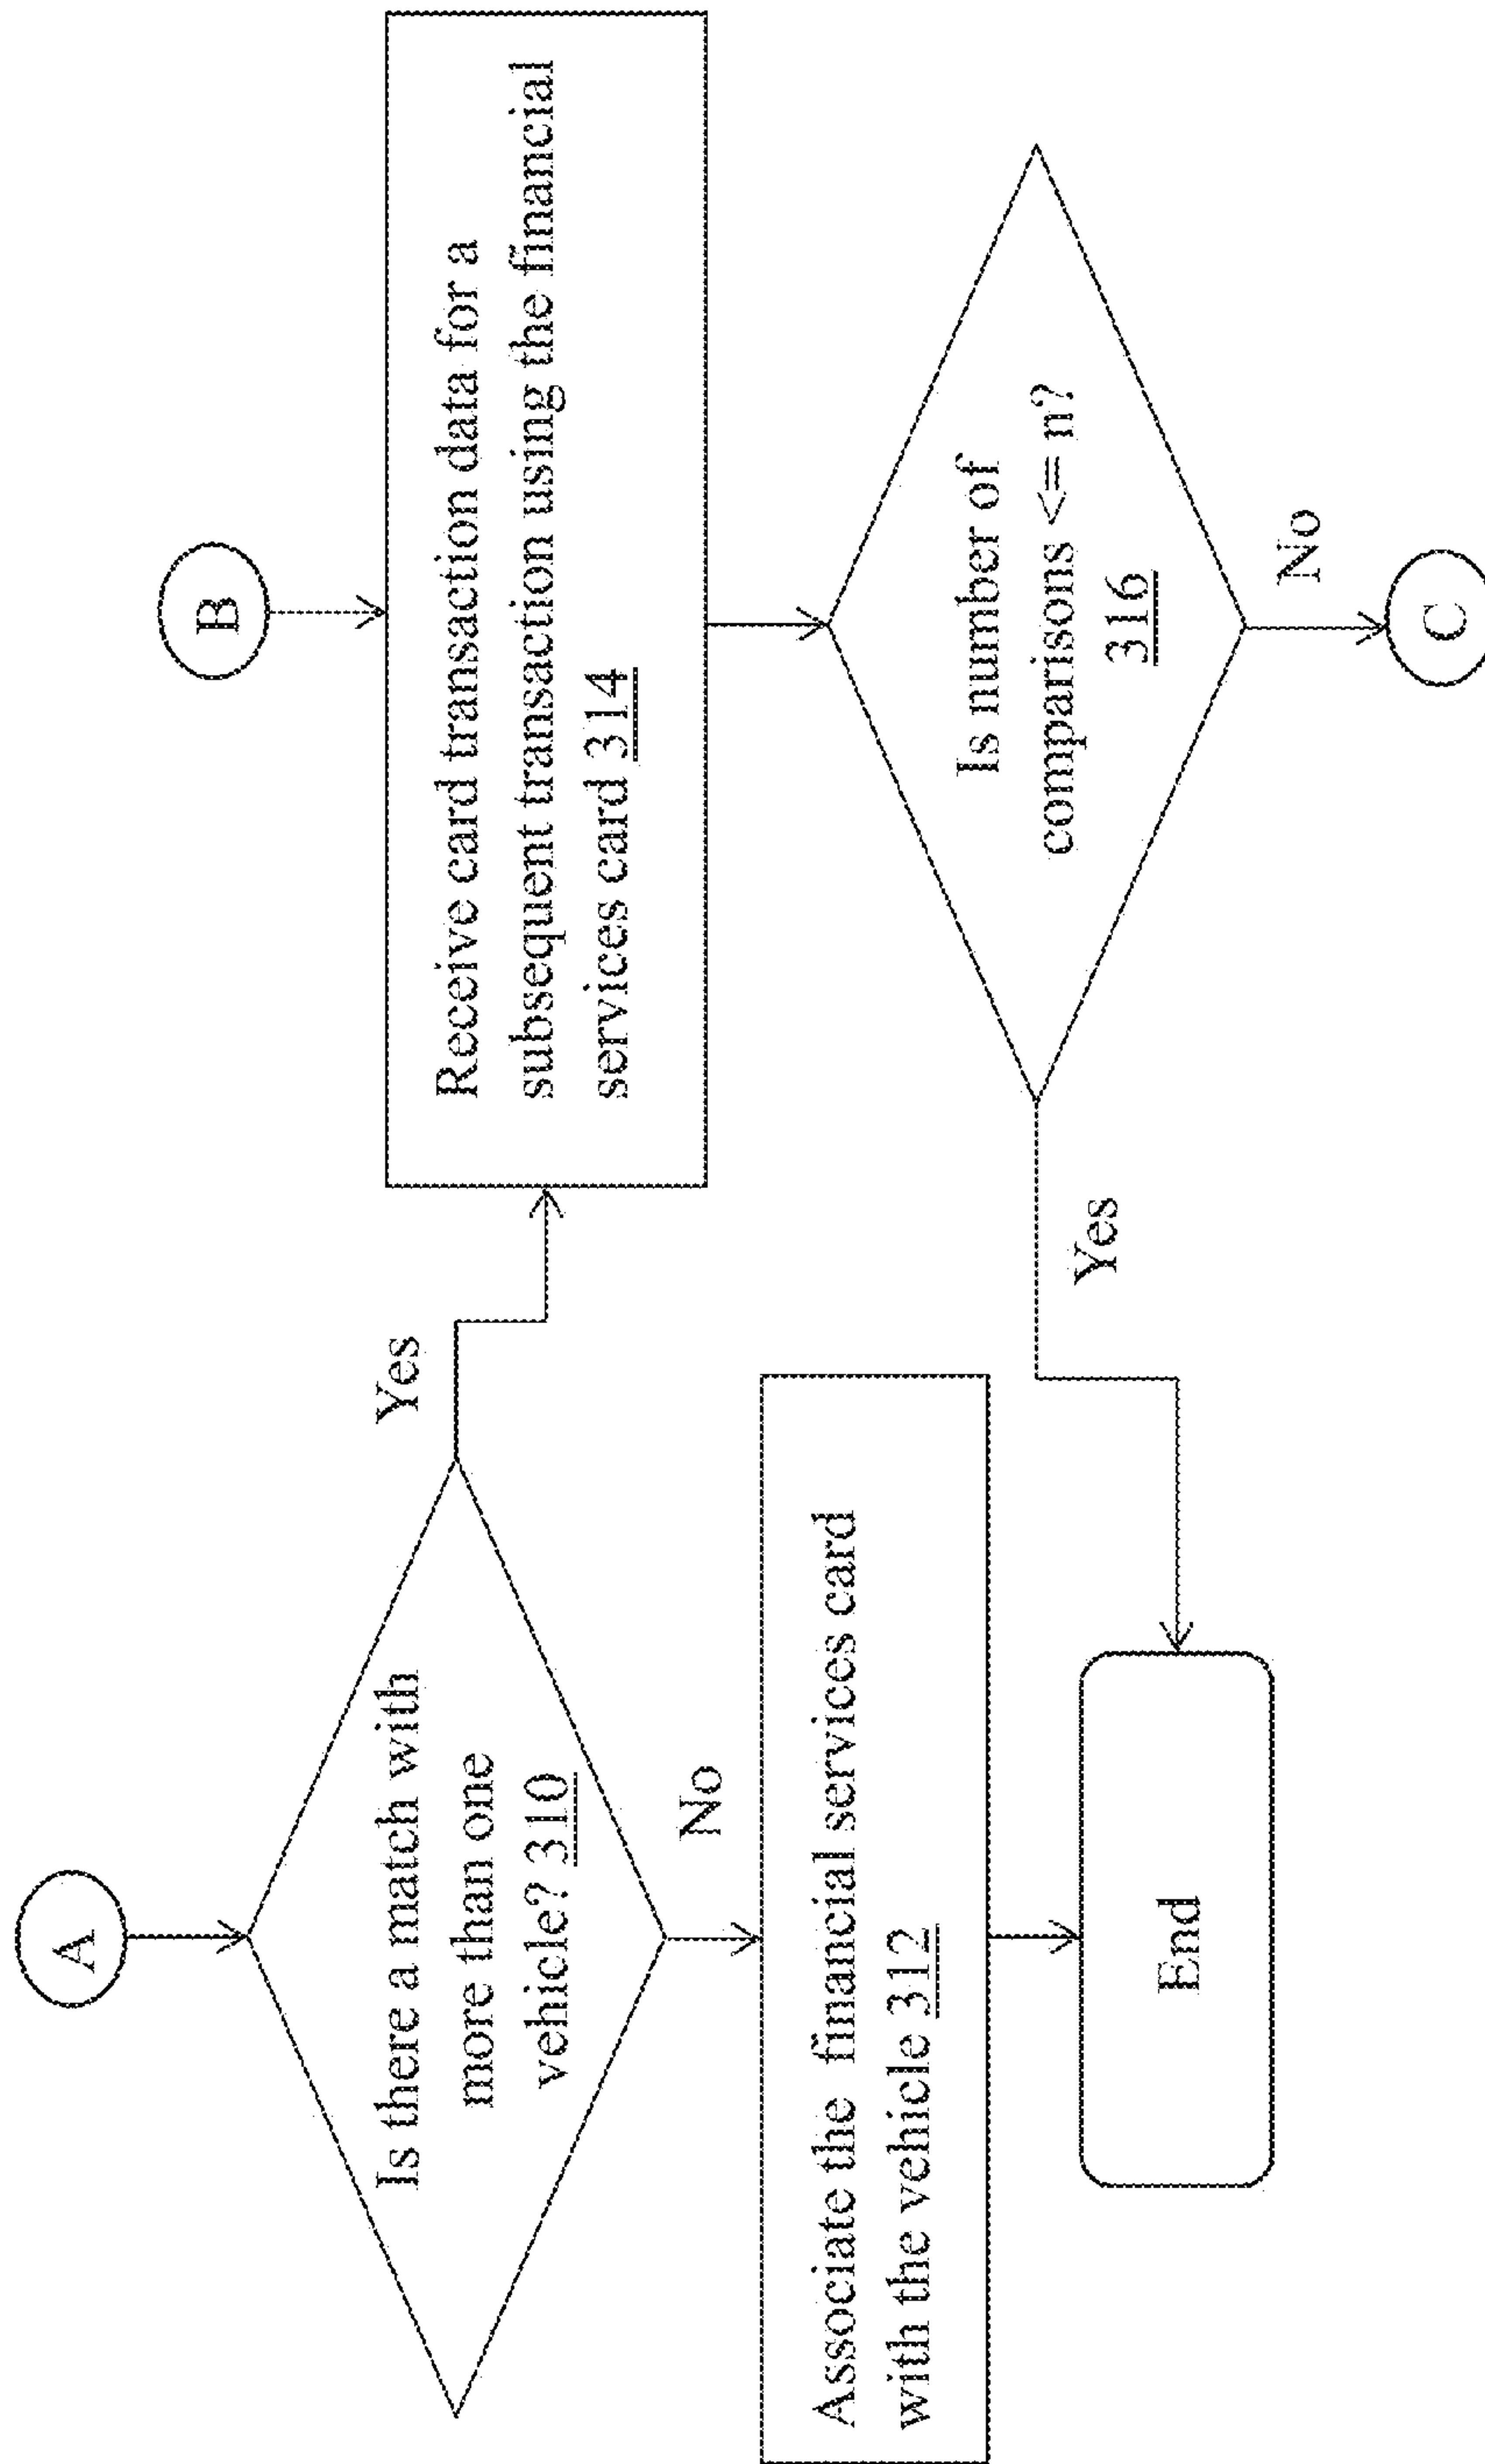 A
Is there a match with
more than one
vehicle? 310
Yes
No
Associate the financial services card
with the vehicle 312
End
B
Receive card transaction data for a
subsequent transaction using the financial
services card 314
Is number of
comparisons <= n?
316
Yes
No
C